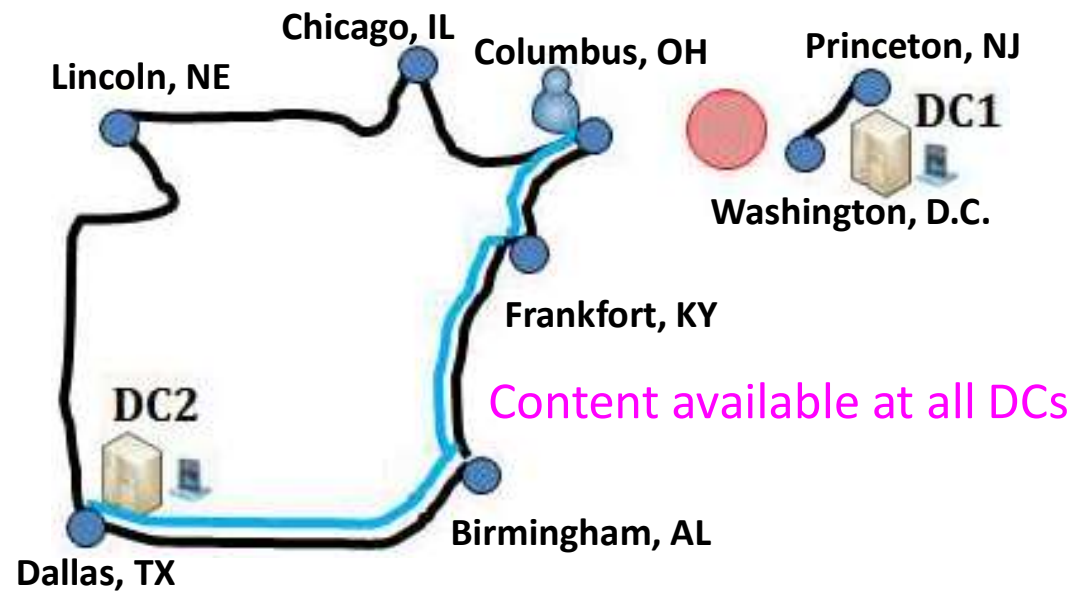 Chicago, IL
Columbus, OH
Princeton, NJ
Lincoln, NE
DC1
Washington, D.C.
Frankfort, KY
DC2
Content available at all DCs
Birmingham, AL
Dallas, TX